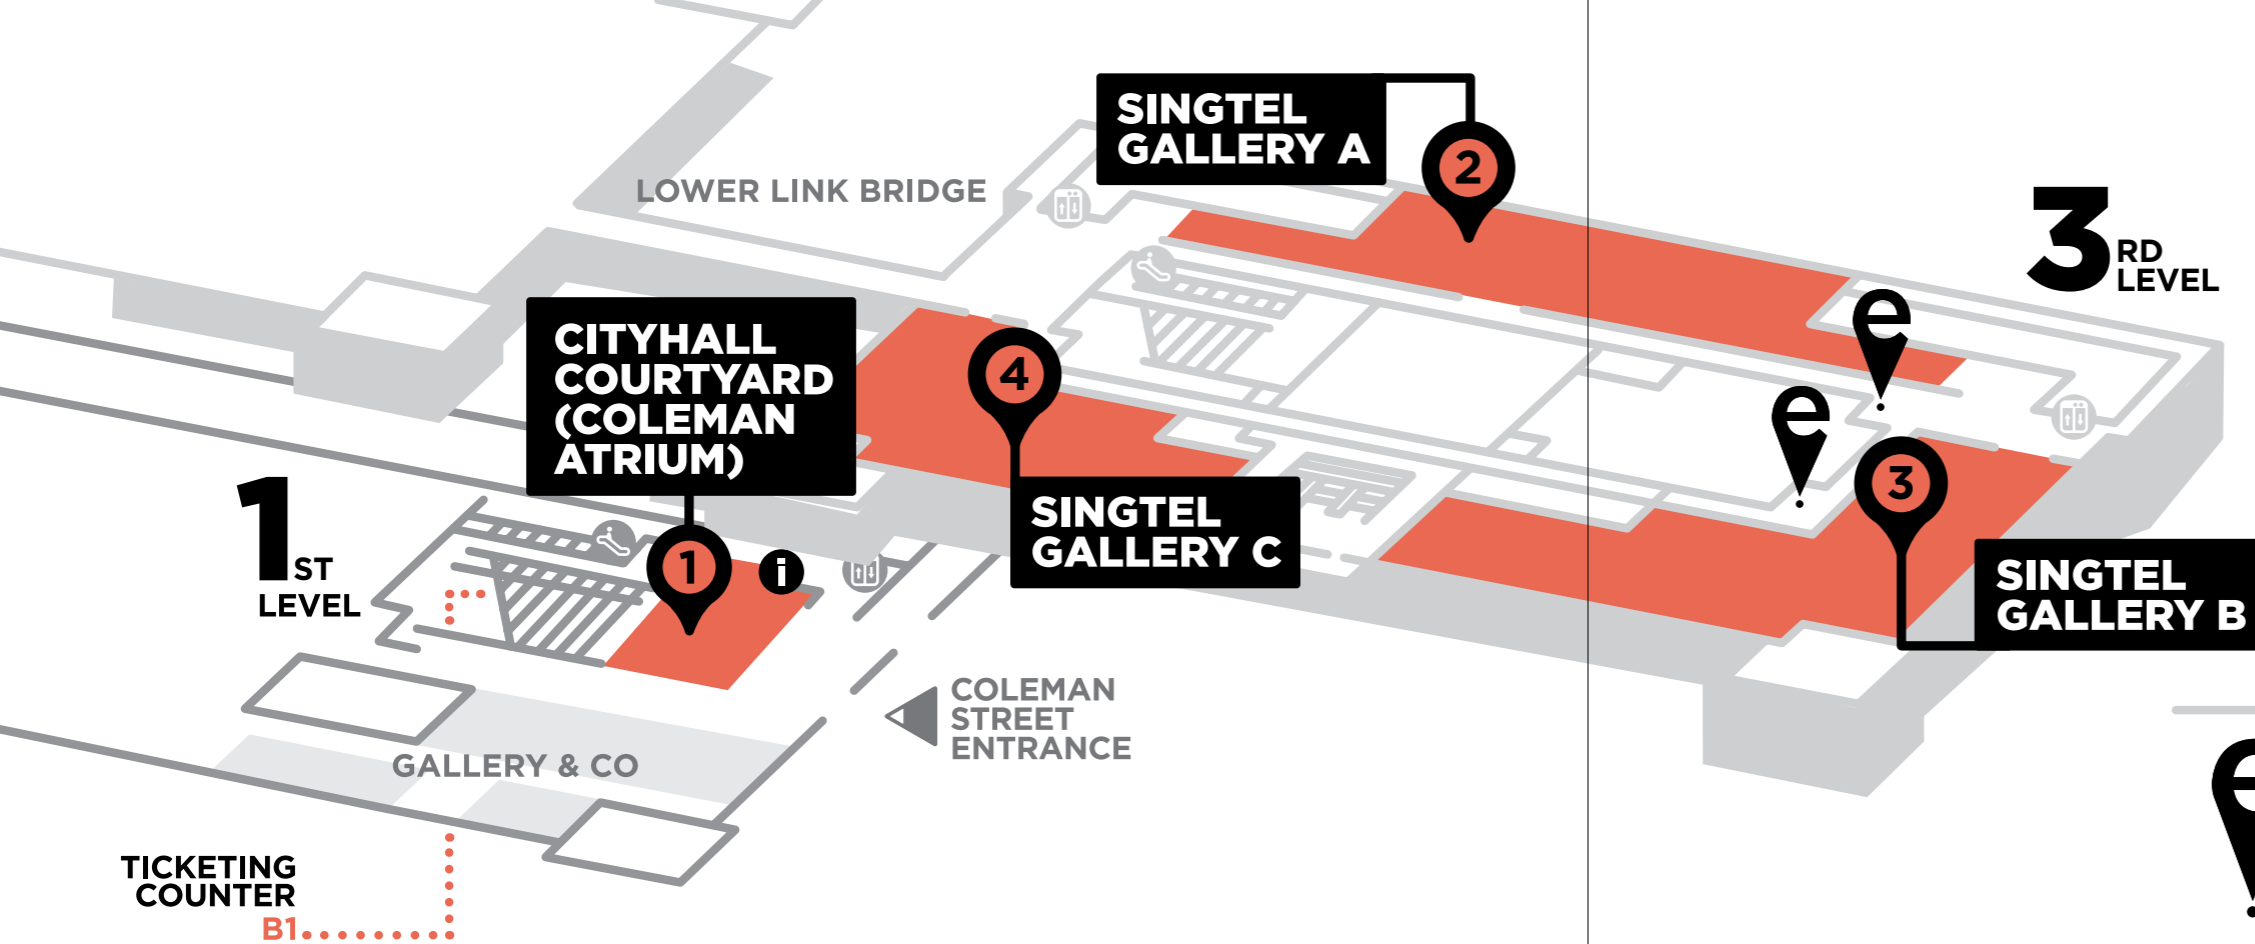 SINGTEL
GALLERY A
2
LOWER LINK BRIDGE
3
RD
LEVEL
e
CITYHALL
COURTYARD
(COLEMAN
ATRIUM)
4
e
3
1
ST
LEVEL
SINGTEL
GALLERY C
1
i
SINGTEL
GALLERY B
COLEMAN
STREET
ENTRANCE
GALLERY & CO
TICKETING
COUNTER
B1